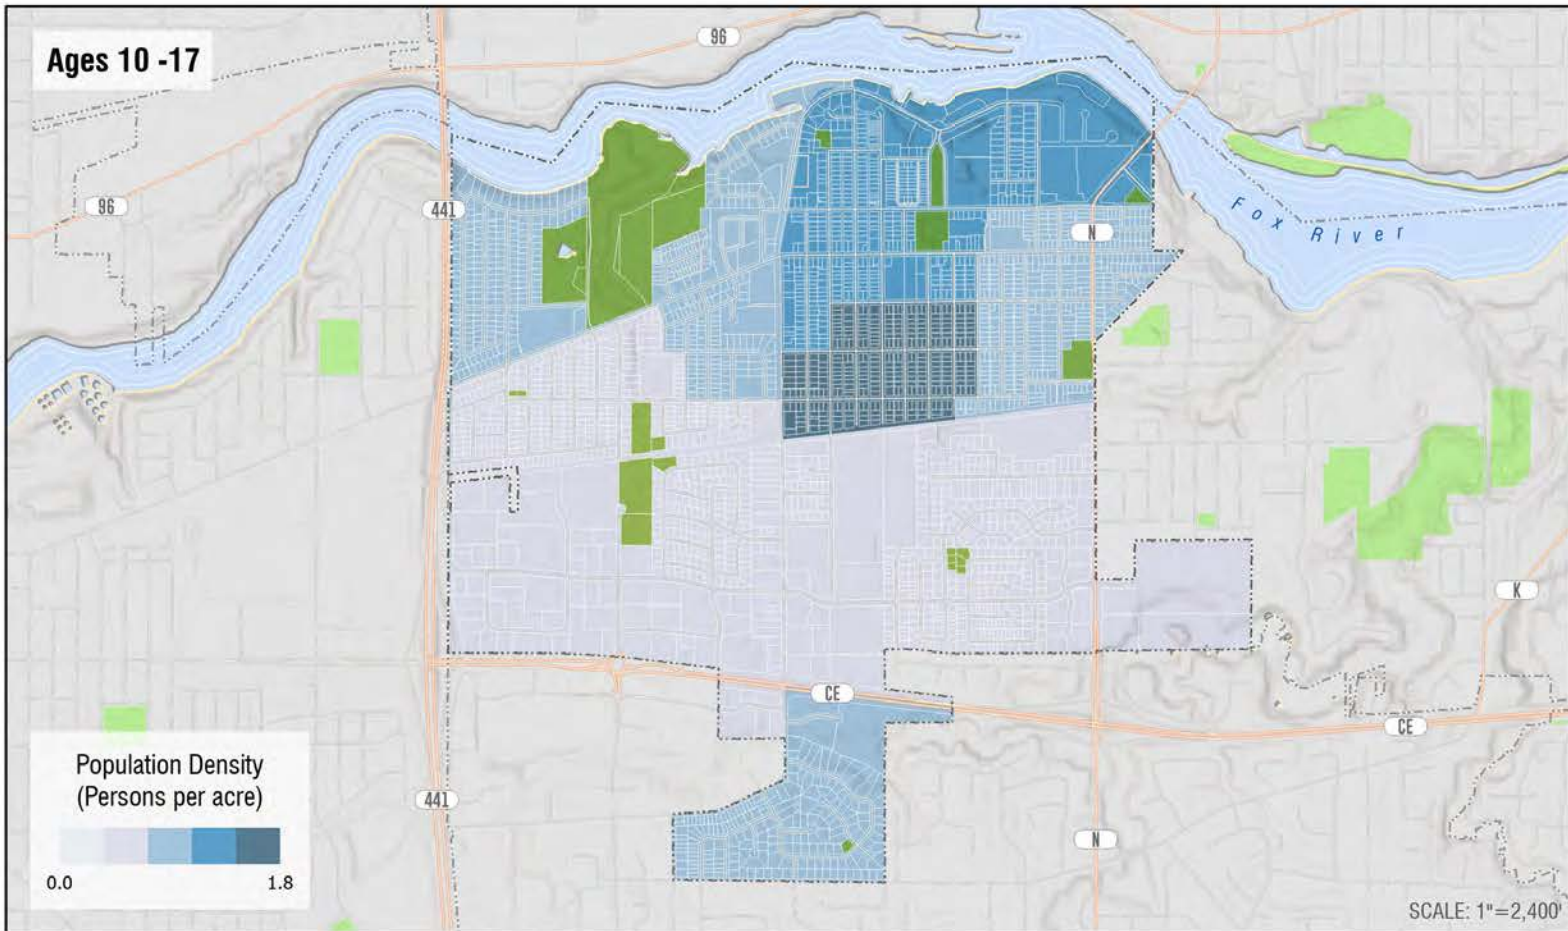 Ages 10 -17
96
96
441
N
Fox River
K
CE
CE
441
N
Population Density
(Persons per acre)
0.0
1.8
SCALE: 1"=2,400'